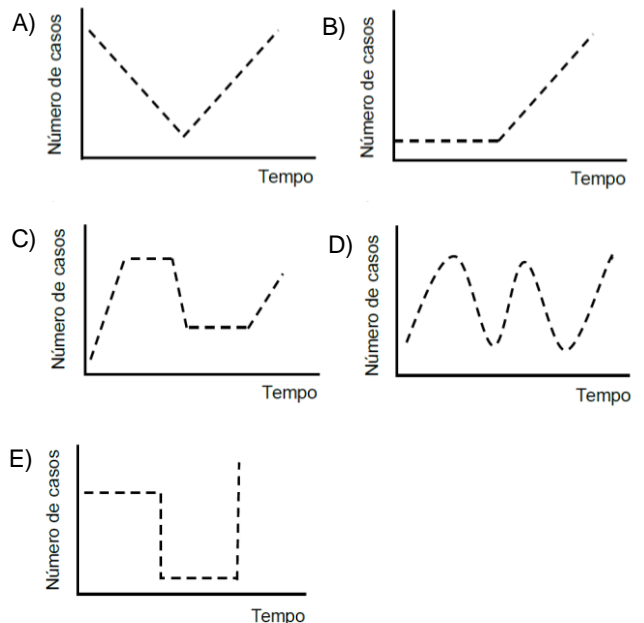 A)
Número de casos
Tempo
B)
Número de casos
Tempo
C)
Número de casos
Tempo
D)
Número de casos
Tempo
E)
Número de casos
Tempo